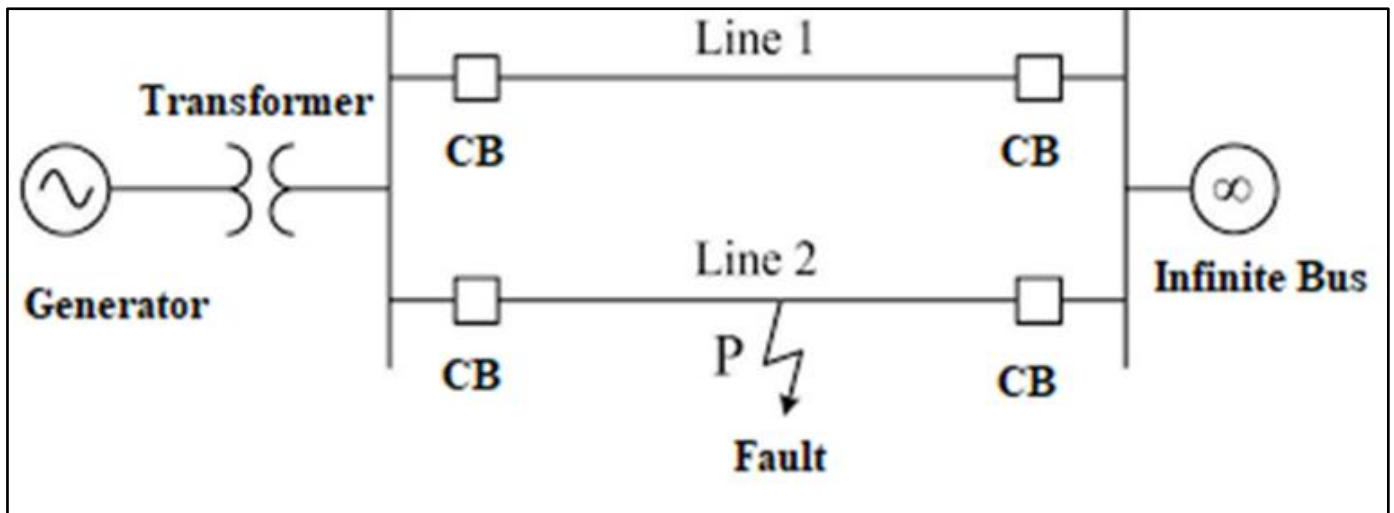 Line 1
Transformer
CB
CB
Line 2
Infinite Bus
Generator
P
CB
CB
Fault